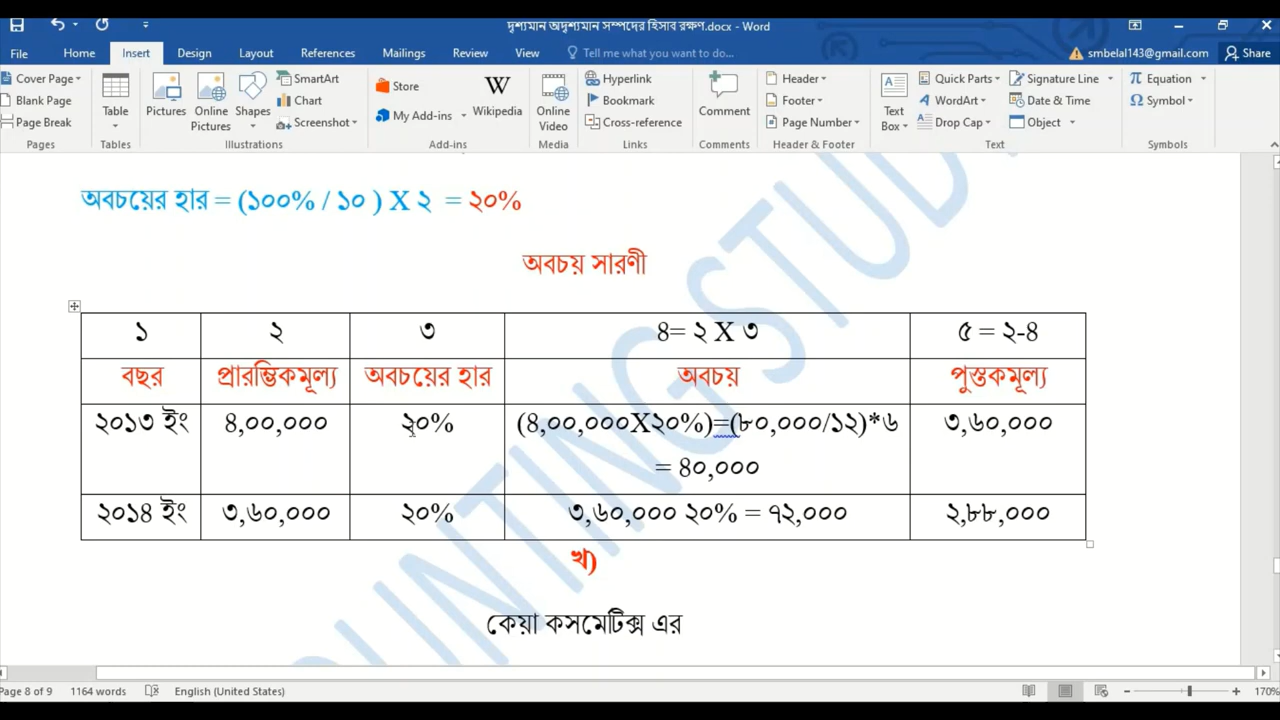 দৃশ্যমান অদৃশ্যমান সম্পদের হিসাব রক্ষণ.docx - Word
File Home Insert Design Layout References Mailings Review View Tell me what you want to do... smbelal143@gmail.com Share
Cover Page
Blank Page
Page Break
Pages
Table
Tables
Pictures
Online Pictures
Shapes
SmartArt
Chart
Screenshot
Illustrations
Store
My Add-ins
Wikipedia
Add-ins
Online Video
Media
Hyperlink
Bookmark
Cross-reference
Links
Comment
Comments
Header
Footer
Page Number
Header & Footer
Text Box
Quick Parts
WordArt
Drop Cap
Signature Line
Date & Time
Object
Text
Equation
Symbol
Symbols
অবচয়ের হার = (১০০% / ১০ ) X ২ = ২০%
অবচয় সারণী
১ ২ ৩ ৪= ২ X ৩ ৫ = ২-৪
বছর প্রারম্ভিকমূল্য অবচয়ের হার অবচয় পুস্তকমূল্য
২০১৩ ইং ৪,০০,০০০ ২০% (৪,০০,০০০X২০%)=(৮০,০০০/১২)*৬ ৩,৬০,০০০
= ৪০,০০০
২০১৪ ইং ৩,৬০,০০০ ২০% ৩,৬০,০০০ ২০% = ৭২,০০০ ২,৮৮,০০০
খ)
কেয়া কসমেটিক্স এর
Page 8 of 9 1164 words English (United States) 170%